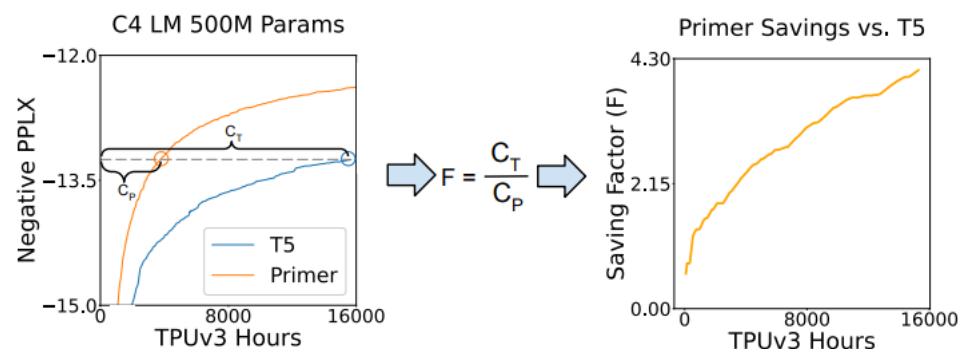 C4 LM 500M Params
Negative PPLX
−12.0
−13.5
−15.0
C_T
C_P
T5
Primer
0
8000
16000
TPUv3 Hours
F = C_T / C_P
Primer Savings vs. T5
Saving Factor (F)
4.30
2.15
0.00
0
8000
16000
TPUv3 Hours